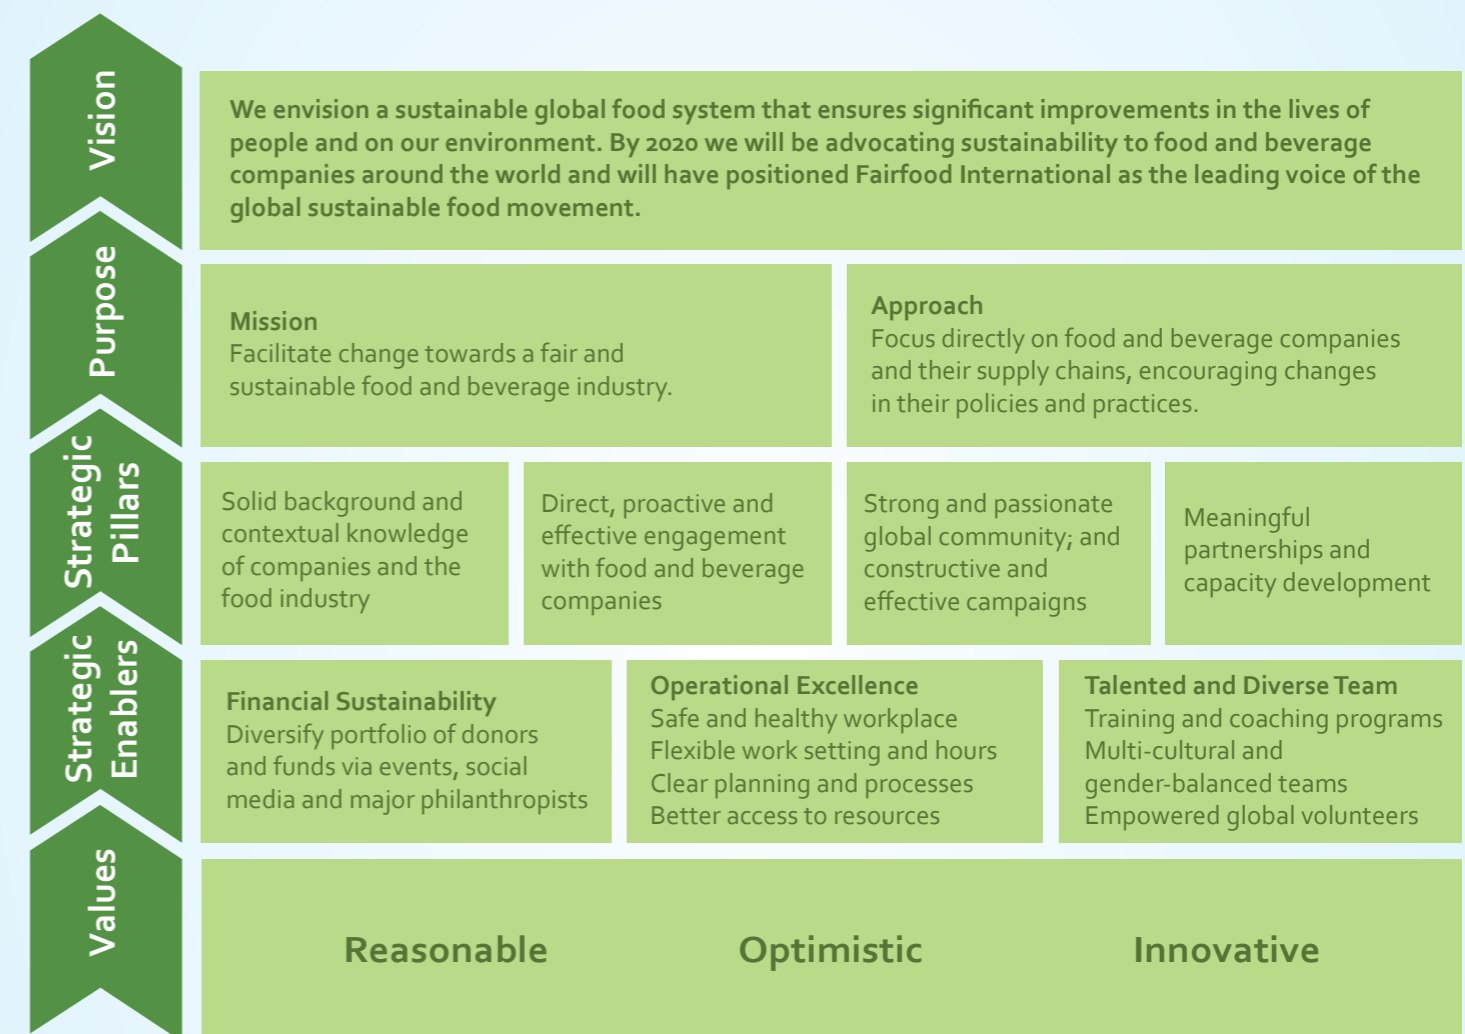 Vision
We envision a sustainable global food system that ensures significant improvements in the lives of
people and on our environment. By 2020 we will be advocating sustainability to food and beverage
companies around the world and will have positioned Fairfood International as the leading voice of the
global sustainable food movement.
Purpose
Mission
Facilitate change towards a fair and
sustainable food and beverage industry.
Approach
Focus directly on food and beverage companies
and their supply chains, encouraging changes
in their policies and practices.
Strategic
Pillars
Solid background and
contextual knowledge
of companies and the
food industry
Direct, proactive and
effective engagement
with food and beverage
companies
Strong and passionate
global community; and
constructive and
effective campaigns
Meaningful
partnerships and
capacity development
Strategic
Enablers
Financial Sustainability
Diversify portfolio of donors
and funds via events, social
media and major philanthropists
Operational Excellence
Safe and healthy workplace
Flexible work setting and hours
Clear planning and processes
Better access to resources
Talented and Diverse Team
Training and coaching programs
Multi-cultural and
gender-balanced teams
Empowered global volunteers
Values
Reasonable
Optimistic
Innovative